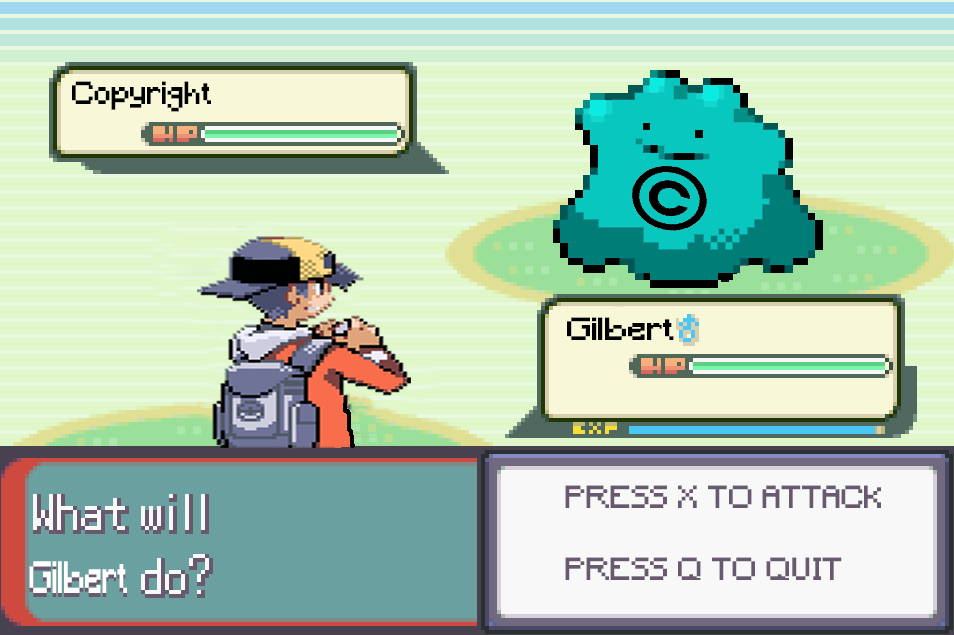 Copyright
HP
©
Gilbert
HP
EXP
What will
Gilbert do?
PRESS X TO ATTACK
PRESS Q TO QUIT